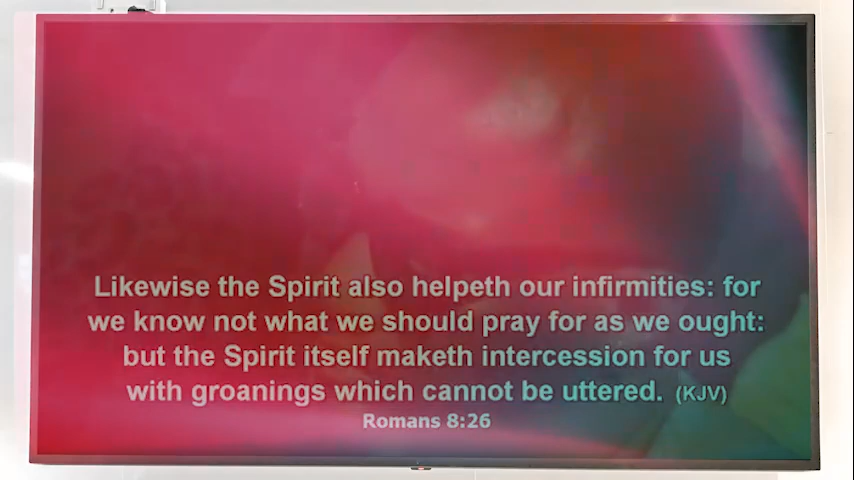 Likewise the Spirit also helpeth our infirmities: for
we know not what we should pray for as we ought:
but the Spirit itself maketh intercession for us
with groanings which cannot be uttered. (KJV)
Romans 8:26